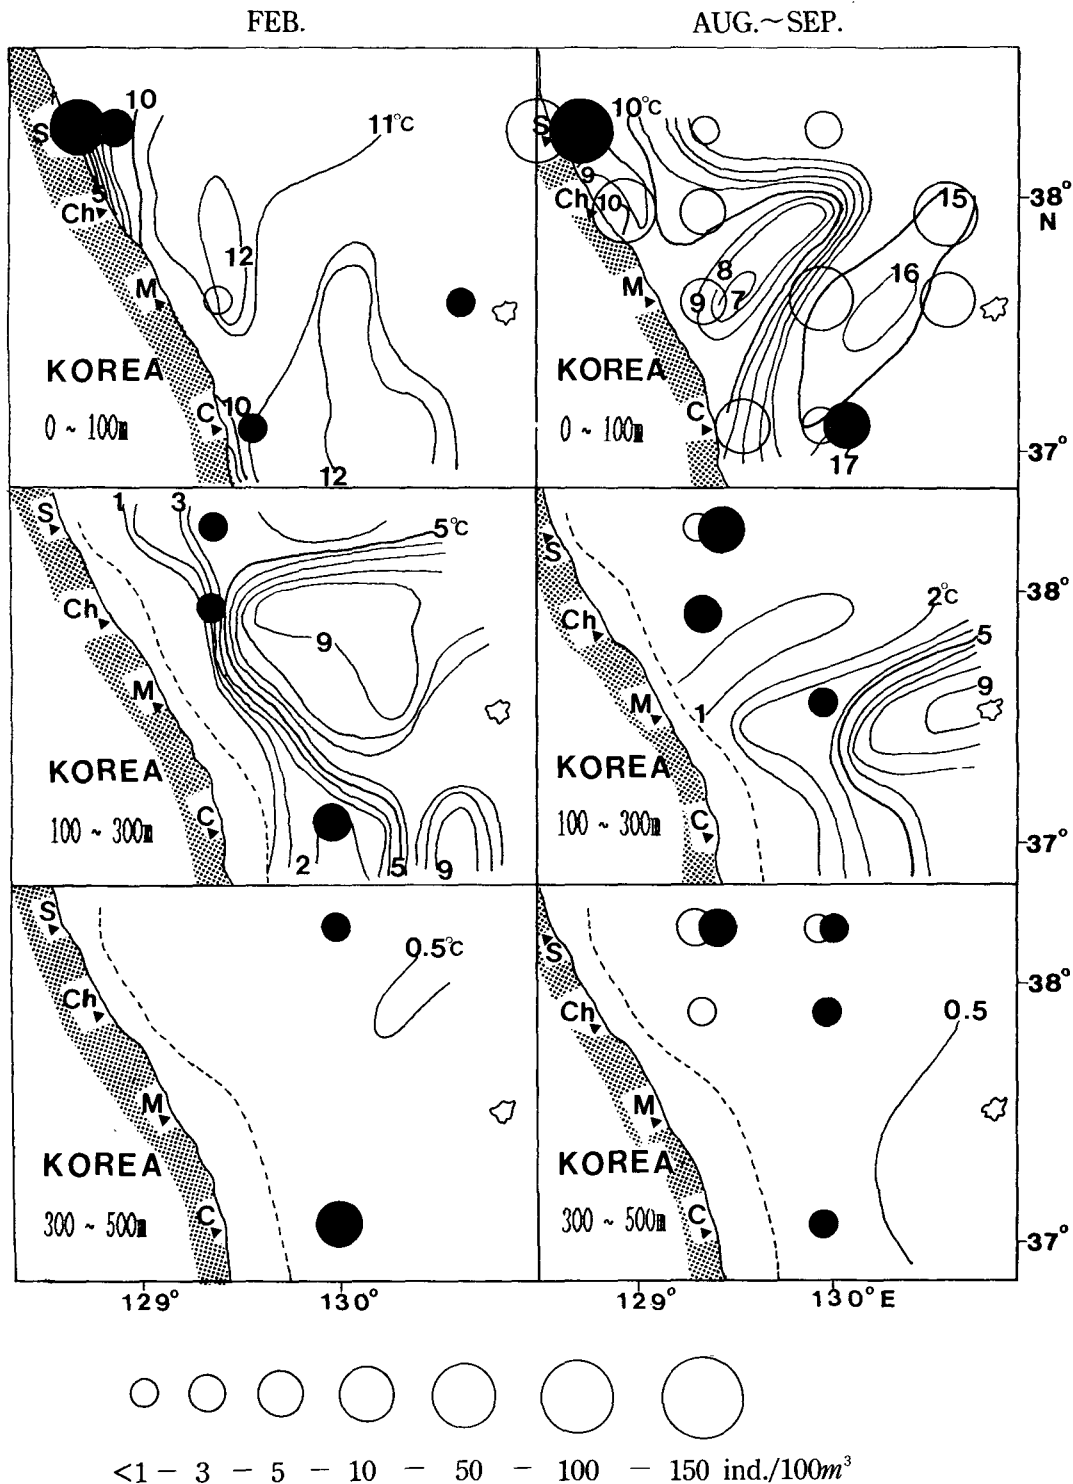 FEB.
AUG.~SEP.
10
11°C
S
5
Ch
12
M
KOREA
C
10
0 ~ 100m
12
10°C
S
9
Ch
10
15
38°
N
8
16
M
9
7
KOREA
C
0 ~ 100m
17
37°
1
3
S
5°C
Ch
9
M
KOREA
C
100 ~ 300m
2
5
9
S
38°
2°C
Ch
5
9
M
1
KOREA
C
100 ~ 300m
37°
S
0.5°C
Ch
M
KOREA
C
300 ~ 500m
S
38°
Ch
0.5
M
KOREA
C
300 ~ 500m
37°
129°
130°
129°
130°E
<1 – 3 – 5 – 10 – 50 – 100 – 150 ind./100m³